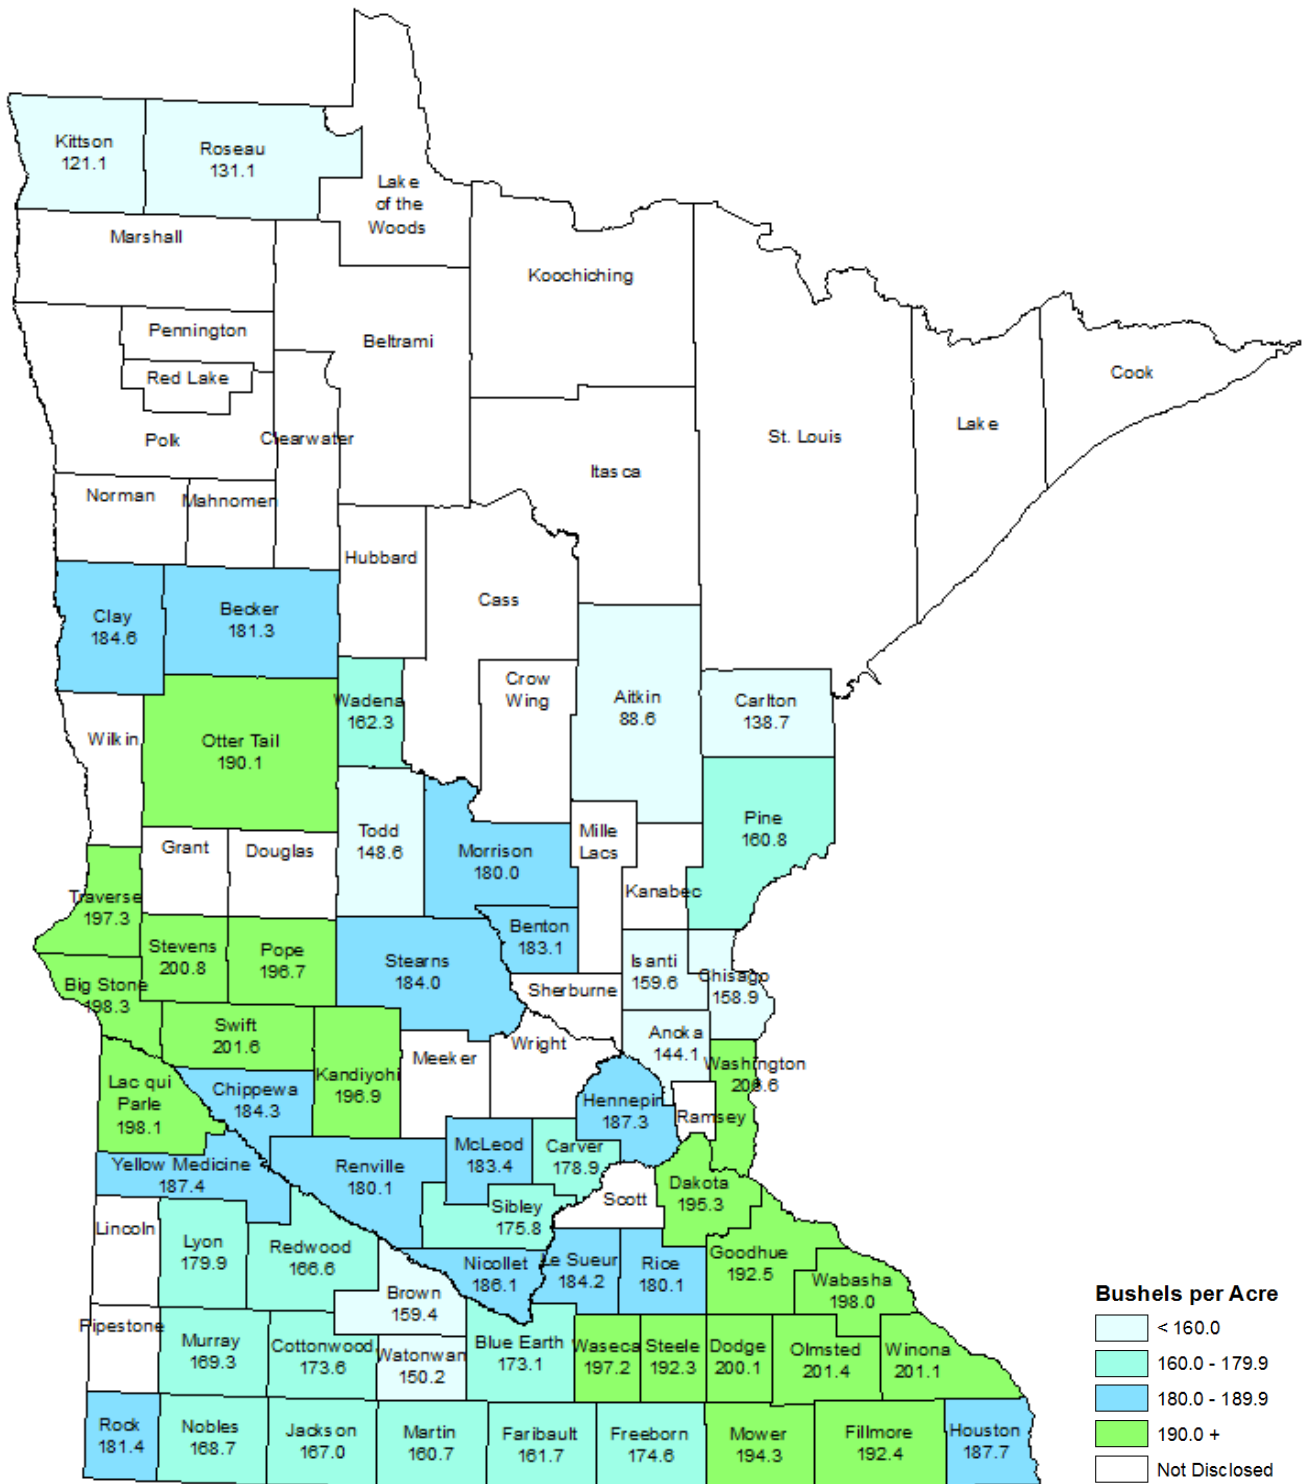 Kittson
121.1
Roseau
131.1
Lake
of the
Woods
Marshall
Koochiching
Pennington
Beltrami
Red Lake
Cook
Lake
St. Louis
Polk
Clearwater
Itasca
Norman
Mahnomen
Hubbard
Cass
Clay
184.6
Becker
181.3
Crow
Wing
Wadena
162.3
Aitkin
88.6
Carlton
138.7
Wilkin
Otter Tail
190.1
Todd
148.6
Morrison
180.0
Mille
Lacs
Pine
160.8
Grant
Douglas
Kanabec
Traverse
197.3
Stevens
200.8
Pope
196.7
Stearns
184.0
Benton
183.1
Isanti
159.6
Chisago
158.9
Big Stone
198.3
Sherburne
Swift
201.6
Meeker
Wright
Anoka
144.1
Washington
206.6
Lac qui
Parle
198.1
Chippewa
184.3
Kandiyohi
196.9
Hennepin
187.3
Ramsey
Yellow Medicine
187.4
Renville
180.1
McLeod
183.4
Carver
178.9
Scott
Dakota
195.3
Sibley
175.8
Lincoln
Lyon
179.9
Redwood
166.6
Nicollet
186.1
Le Sueur
184.2
Rice
180.1
Goodhue
192.5
Wabasha
198.0
Brown
159.4
Pipestone
Murray
169.3
Cottonwood
173.6
Watonwan
150.2
Blue Earth
173.1
Waseca
197.2
Steele
192.3
Dodge
200.1
Olmsted
201.4
Winona
201.1
Rock
181.4
Nobles
168.7
Jackson
167.0
Martin
160.7
Faribault
161.7
Freeborn
174.6
Mower
194.3
Fillmore
192.4
Houston
187.7
Bushels per Acre
< 160.0
160.0 - 179.9
180.0 - 189.9
190.0 +
Not Disclosed